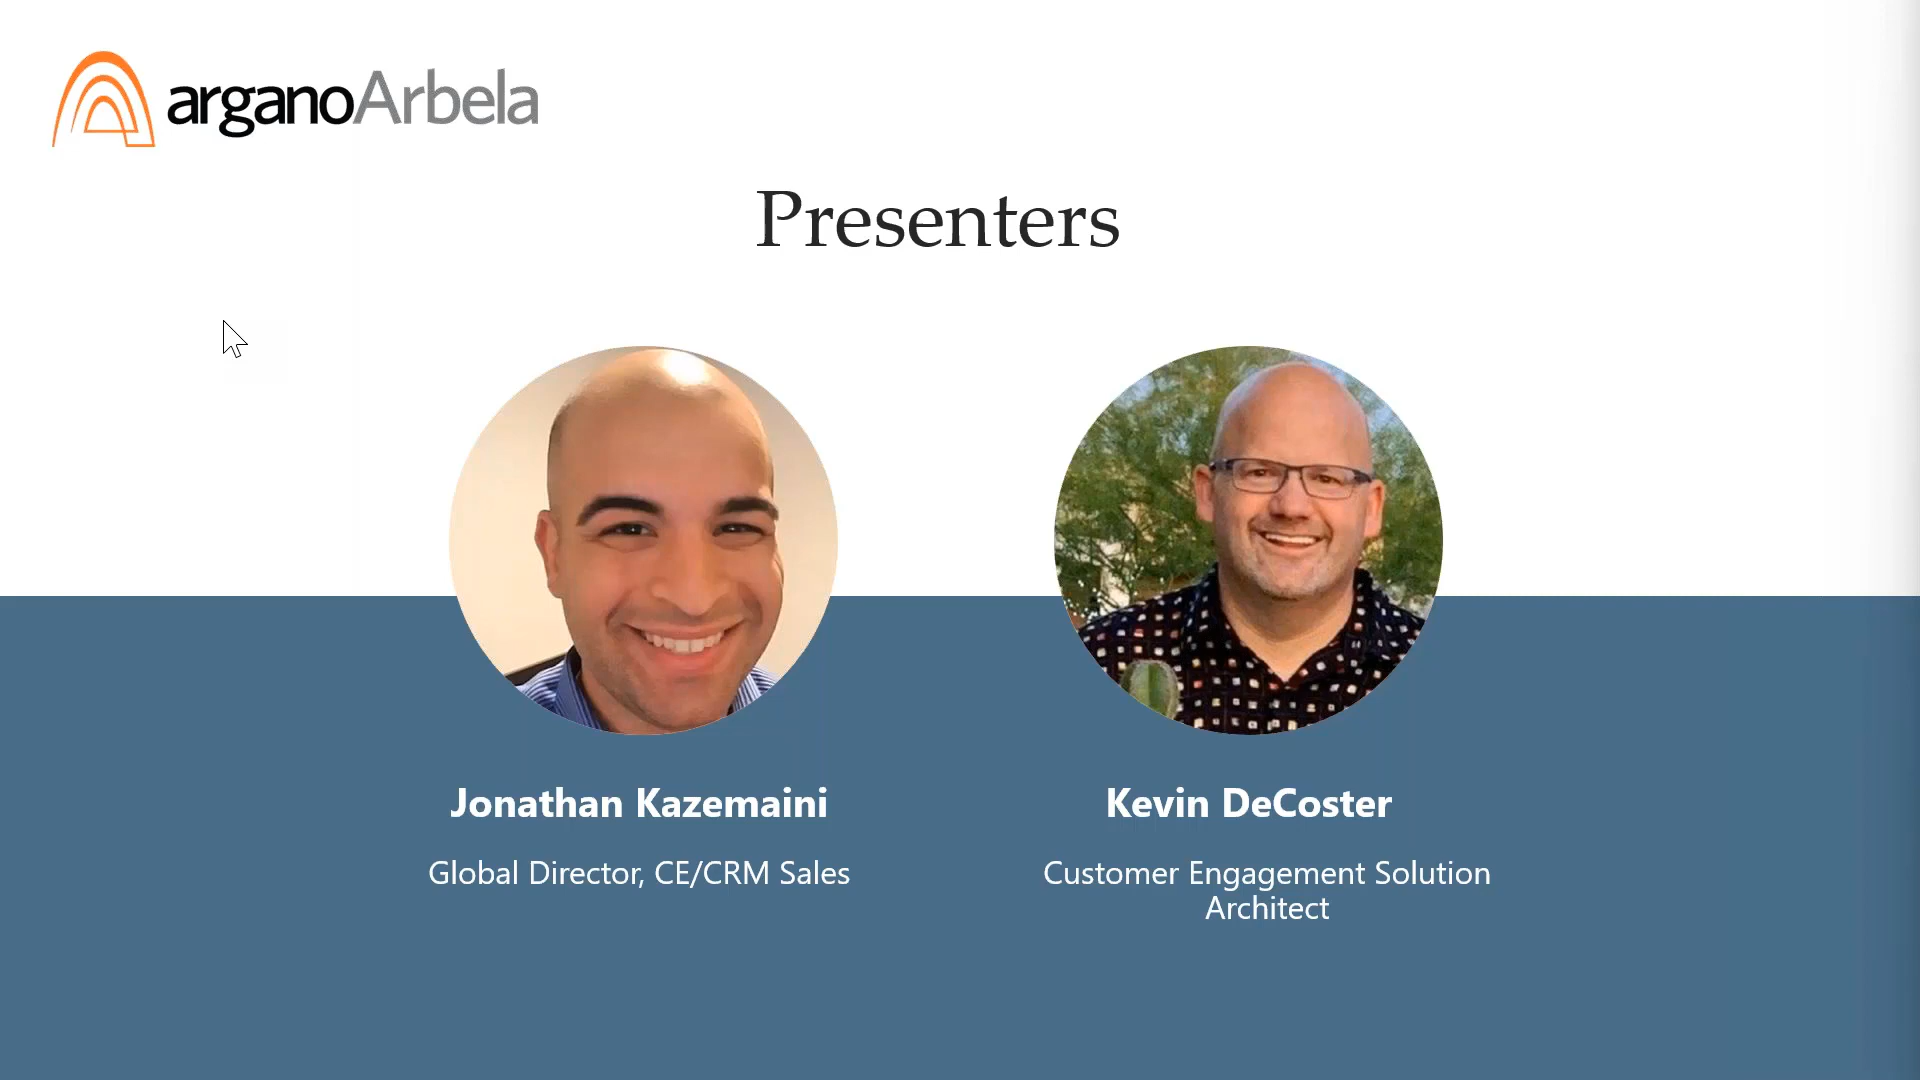 arganoArbela
Presenters
Jonathan Kazemaini
Global Director, CE/CRM Sales
Kevin DeCoster
Customer Engagement Solution
Architect